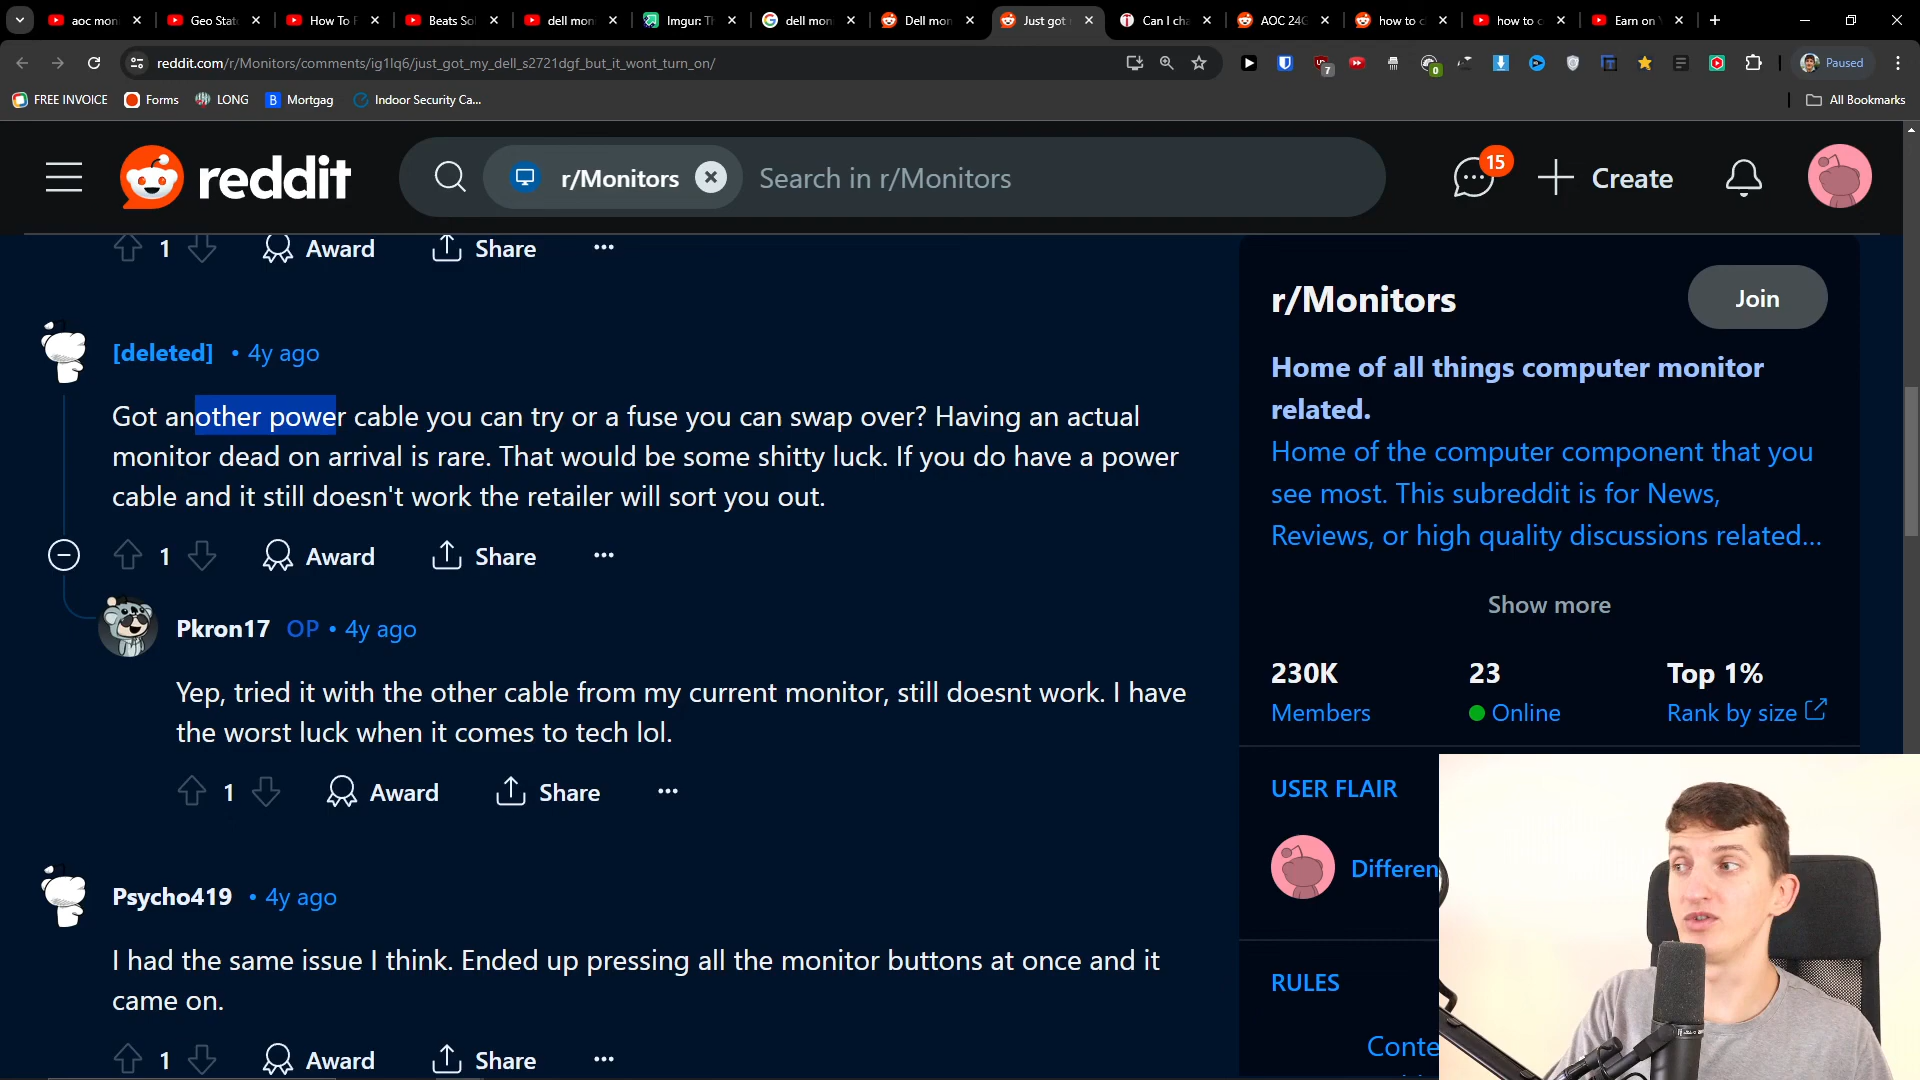 aoc mon
Geo Stat
How To F
Beats So
dell mon
Imgur: Th
dell mon
Dell mon
Just got
Can I cha
AOC 24G
how to c
how to c
Earn on
reddit.com/r/Monitors/comments/ig1lq6/just_got_my_dell_s2721dgf_but_it_wont_turn_on/
7
0
Paused
FREE INVOICE
Forms
LONG
Mortgag
Indoor Security Ca...
All Bookmarks
reddit
r/Monitors
Search in r/Monitors
15
Create
1
Award
Share
[deleted] • 4y ago
Got another power cable you can try or a fuse you can swap over? Having an actual
monitor dead on arrival is rare. That would be some shitty luck. If you do have a power
cable and it still doesn't work the retailer will sort you out.
1
Award
Share
Pkron17 OP • 4y ago
Yep, tried it with the other cable from my current monitor, still doesnt work. I have
the worst luck when it comes to tech lol.
1
Award
Share
Psycho419 • 4y ago
I had the same issue I think. Ended up pressing all the monitor buttons at once and it
came on.
1
Award
Share
r/Monitors
Join
Home of all things computer monitor
related.
Home of the computer component that you
see most. This subreddit is for News,
Reviews, or high quality discussions related...
Show more
230K
Members
23
Online
Top 1%
Rank by size
USER FLAIR
Differen
RULES
Conte